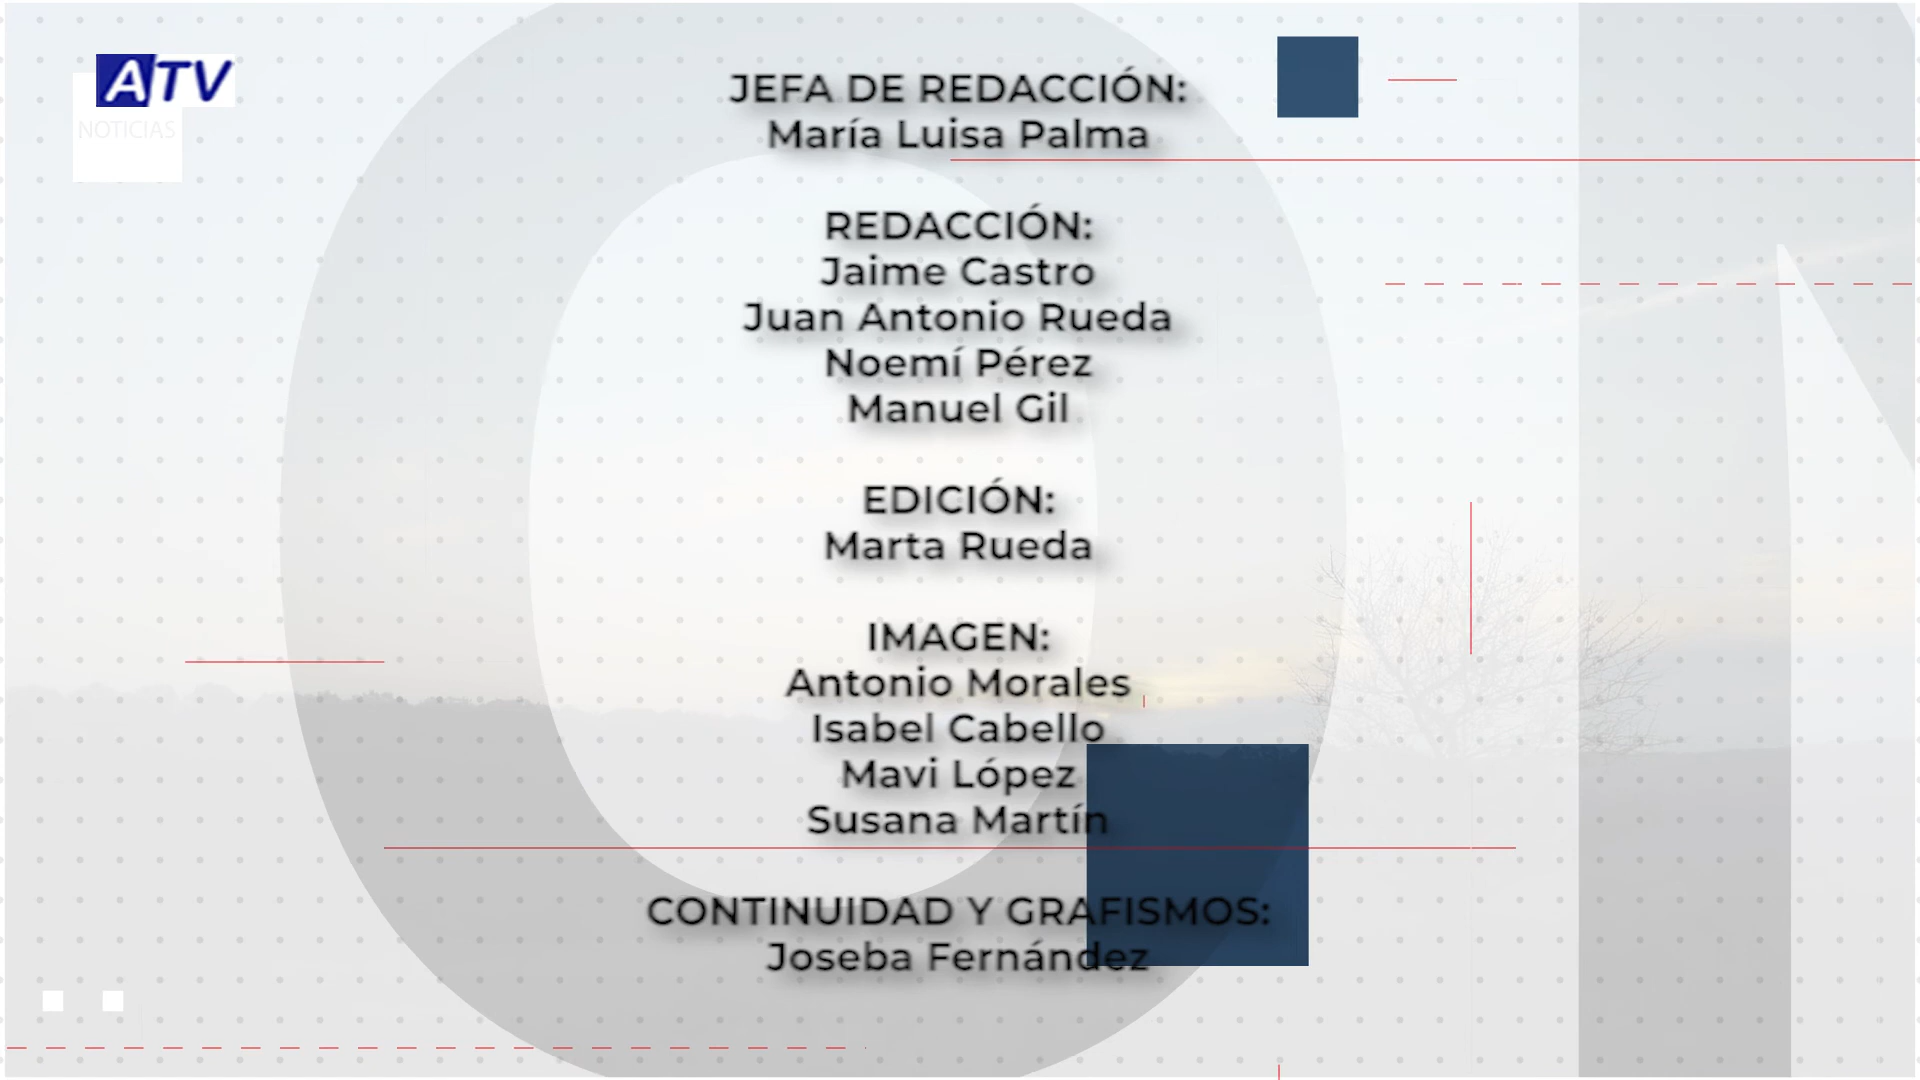 ATV
NOTICIAS
JEFA DE REDACCIÓN:
María Luisa Palma
REDACCIÓN:
Jaime Castro
Juan Antonio Rueda
Noemí Pérez
Manuel Gil
EDICIÓN:
Marta Rueda
IMAGEN:
Antonio Morales
Isabel Cabello
Mavi López
Susana Martín
CONTINUIDAD Y GRAFISMOS:
Joseba Fernández